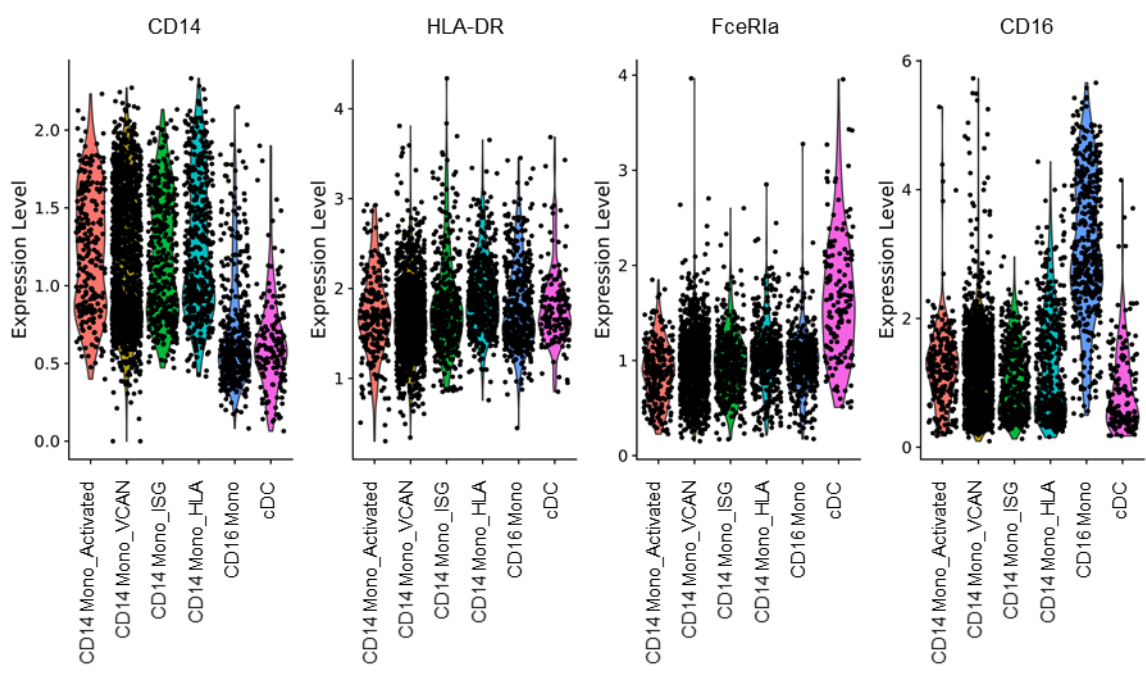 CD14
HLA-DR
FceRIa
CD16
Expression Level
2.0
1.5
1.0
0.5
0.0
CD14 Mono_Activated
CD14 Mono_VCAN
CD14 Mono_ISG
CD14 Mono_HLA
CD16 Mono
cDC
Expression Level
4
3
2
1
CD14 Mono_Activated
CD14 Mono_VCAN
CD14 Mono_ISG
CD14 Mono_HLA
CD16 Mono
cDC
Expression Level
4
3
2
1
0
CD14 Mono_Activated
CD14 Mono_VCAN
CD14 Mono_ISG
CD14 Mono_HLA
CD16 Mono
cDC
Expression Level
6
4
2
0
CD14 Mono_Activated
CD14 Mono_VCAN
CD14 Mono_ISG
CD14 Mono_HLA
CD16 Mono
cDC